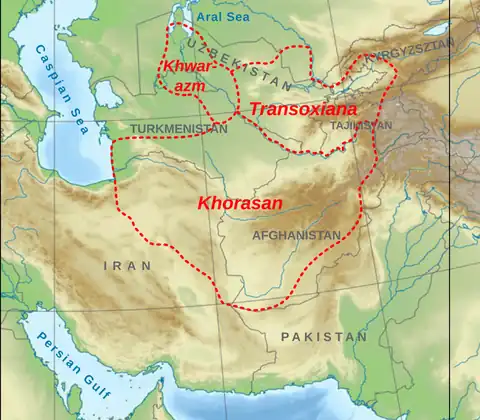 Aral Sea
UZBEKISTAN
KYRGYZSTAN
Caspian Sea
Khwar-
azm
Transoxiana
TURKMENISTAN
TAJIKISTAN
Khorasan
AFGHANISTAN
IRAN
PAKISTAN
Persian Gulf